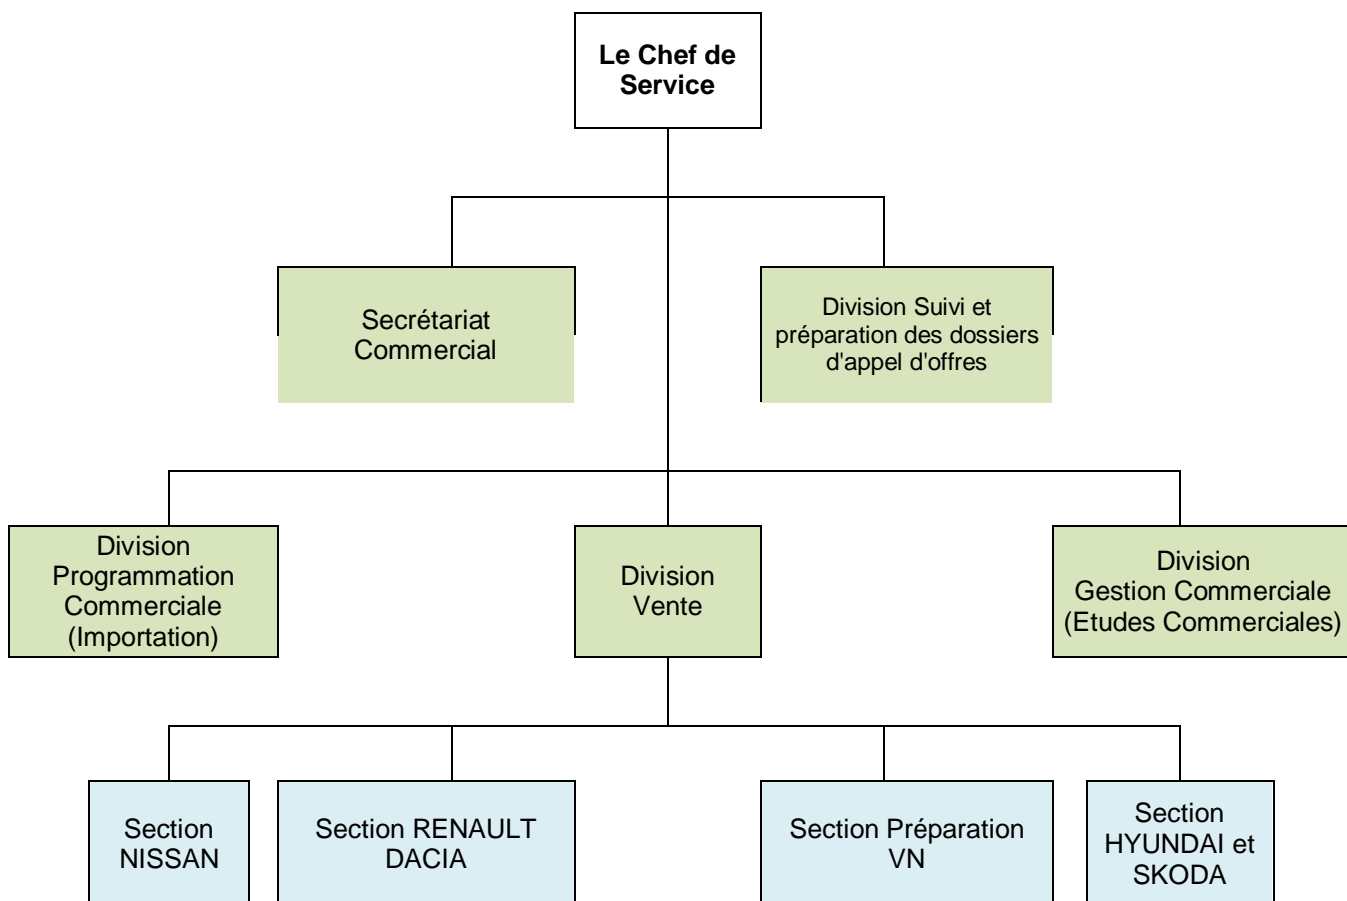 Le Chef de
Service
Secrétariat
Commercial
Division Suivi et
préparation des dossiers
d'appel d'offres
Division
Programmation
Commerciale
(Importation)
Division
Vente
Division
Gestion Commerciale
(Etudes Commerciales)
Section
NISSAN
Section RENAULT
DACIA
Section Préparation
VN
Section
HYUNDAI et
SKODA